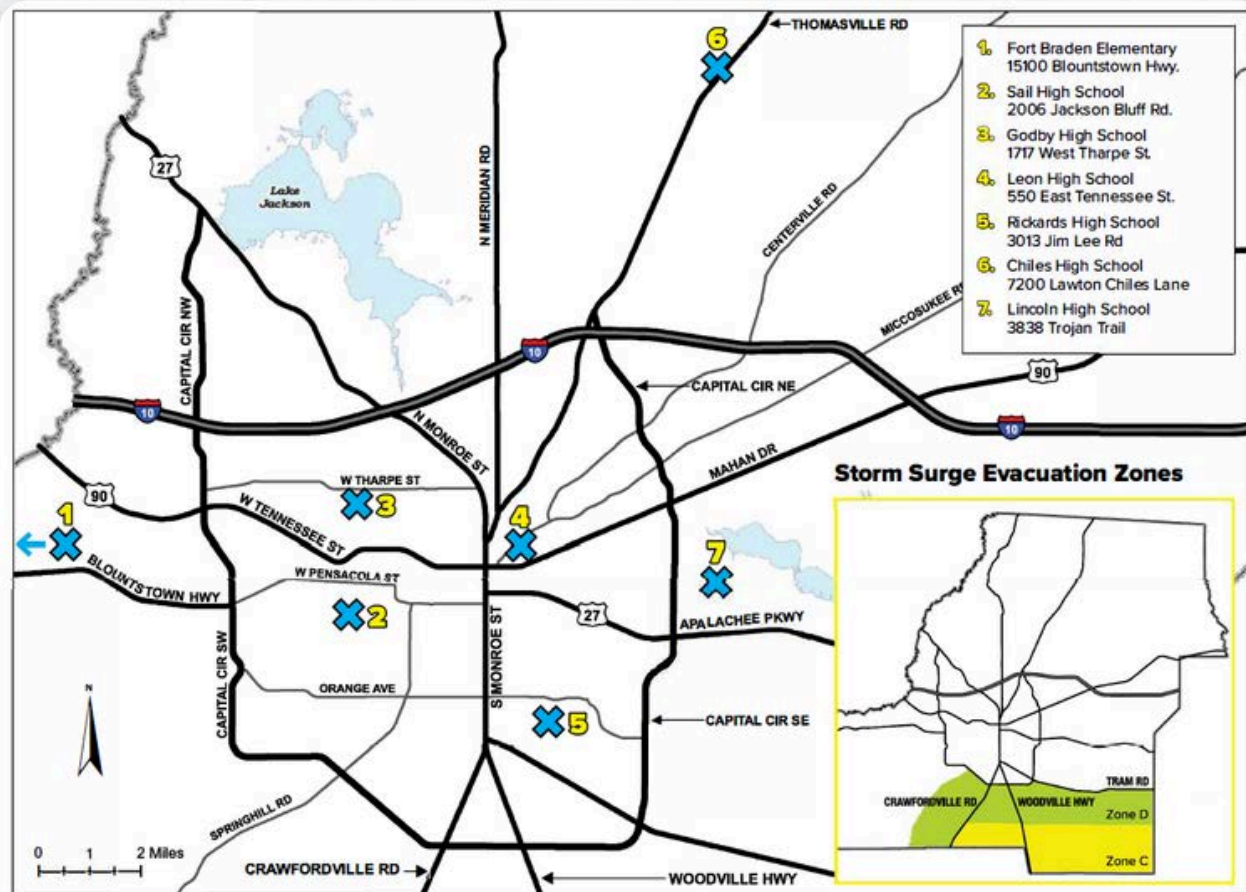 THOMASVILLE RD
6
1. Fort Braden Elementary
15100 Blountstown Hwy.
2. Sail High School
2006 Jackson Bluff Rd.
3. Godby High School
1717 West Tharpe St.
4. Leon High School
550 East Tennessee St.
5. Rickards High School
3013 Jim Lee Rd
6. Chiles High School
7200 Lawton Chiles Lane
7. Lincoln High School
3838 Trojan Trail
27
Lake
Jackson
N MERIDIAN RD
CENTERVILLE RD
MICCOSUKEE R
CAPITAL CIR NW
10
CAPITAL CIR NE
90
10
N MONROE ST
10
MAHAN DR
W THARPE ST
90
3
W TENNESSEE ST
1
4
7
BLOUNTSTOWN HWY
W PENSACOLA ST
2
27
APALACHEE PKWY
CAPITAL CIR SW
ORANGE AVE
S MONROE ST
5
CAPITAL CIR SE
N
SPRINGHILL RD
0 1 2 Miles
CRAWFORDVILLE RD
WOODVILLE HWY
Storm Surge Evacuation Zones
TRAM RD
CRAWFORDVILLE RD
WOODVILLE HWY
Zone D
Zone C